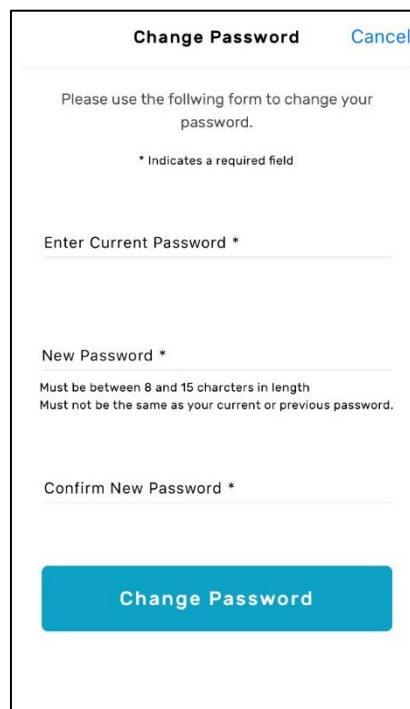 Change Password Cancel
Please use the follwing form to change your
password.
* Indicates a required field
Enter Current Password *
New Password *
Must be between 8 and 15 charcters in length
Must not be the same as your current or previous password.
Confirm New Password *
Change Password